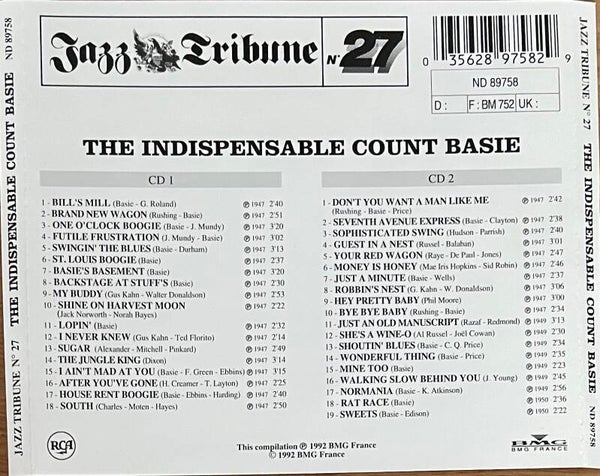 ND 89758
THE INDISPENSABLE COUNT BASIE
JAZZ TRIBUNE N° 27
Jazz Tribune N° 27
0 35628 97582 9
ND 89758
D : F : BM 752 UK :
THE INDISPENSABLE COUNT BASIE
CD 1
1 - BILL'S MILL (Basie - G. Roland) ℗ 1947 2'40
2 - BRAND NEW WAGON (Rushing - Basie) ℗ 1947 2'51
3 - ONE O'CLOCK BOOGIE (Basie - J. Mundy) ℗ 1947 3'20
4 - FUTILE FRUSTRATION (J. Mundy - Basie) ℗ 1947 3'02
5 - SWINGIN' THE BLUES (Basie - Durham) ℗ 1947 3'13
6 - ST. LOUIS BOOGIE (Basie) ℗ 1947 2'37
7 - BASIE'S BASEMENT (Basie) ℗ 1947 3'20
8 - BACKSTAGE AT STUFF'S (Basie) ℗ 1947 2'30
9 - MY BUDDY (Gus Kahn - Walter Donaldson) ℗ 1947 2'53
10 - SHINE ON HARVEST MOON ℗ 1947 2'22
(Jack Norworth - Norah Bayes)
11 - LOPIN' (Basie) ℗ 1947 2'32
12 - I NEVER KNEW (Gus Kahn - Ted Florito) ℗ 1947 2'14
13 - SUGAR (Alexander - Mitchell - Pinkard) ℗ 1947 2'54
14 - THE JUNGLE KING (Dixon) ℗ 1947
15 - I AIN'T MAD AT YOU (Basie - F. Green - Ebbins) ℗ 1947 3'15
16 - AFTER YOU'VE GONE (H. Creamer - T. Layton) ℗ 1947 2'25
17 - HOUSE RENT BOOGIE (Basie - Ebbins - Harding) ℗ 1947 2'40
18 - SOUTH (Charles - Moten - Hayes) ℗ 1947 2'50
CD 2
1 - DON'T YOU WANT A MAN LIKE ME ℗ 1947 2'42
(Rushing - Basie - Price)
2 - SEVENTH AVENUE EXPRESS (Basie - Clayton) ℗ 1947 2'38
3 - SOPHISTICATED SWING (Hudson - Parrish) ℗ 1947 2'40
4 - GUEST IN A NEST (Russel - Balaban) ℗ 1947 3'01
5 - YOUR RED WAGON (Raye - De Paul - Jones) ℗ 1947 2'47
6 - MONEY IS HONEY (Mae Iris Hopkins - Sid Robin) ℗ 1947 2'46
7 - JUST A MINUTE (Basie - Wells) ℗ 1947
8 - ROBBIN'S NEST (G. Kahn - W. Donaldson) ℗ 1947 3'06
9 - HEY PRETTY BABY (Phil Moore) ℗ 1947 3'00
10 - BYE BYE BABY (Rushing - Basie) ℗ 1947 2'34
11 - JUST AN OLD MANUSCRIPT (Razaf - Redmond) ℗ 1949 3'13
12 - SHE'S A WINE-O (Al Russel - Joël Cowan) ℗ 1949 2'30
13 - SHOUTIN' BLUES (Basie - C. Q. Price) ℗ 1949 2'34
14 - WONDERFUL THING (Basie) ℗ 1949 3'13
15 - MINE TOO (Basie) ℗ 1949 2'34
16 - WALKING SLOW BEHIND YOU (J. Young) ℗ 1949 2'45
17 - NORMANIA (Basie - K. Atkinson) ℗ 1949 2'56
18 - RAT RACE (Basie) ℗ 1950 2'52
19 - SWEETS (Basie - Edison) ℗ 1950 2'22
RCA
This compilation ℗ 1992 BMG France
© 1992 BMG France
BMG
BMG FRANCE
JAZZ TRIBUNE N° 27
THE INDISPENSABLE COUNT BASIE
ND 89758